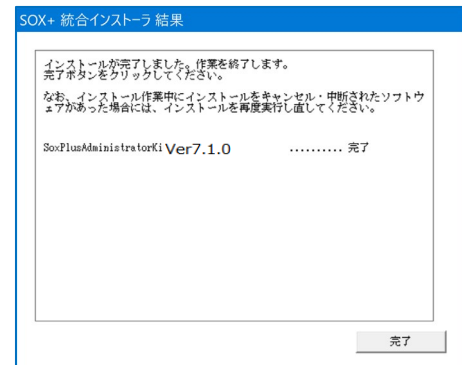 SOX+ 統合インストーラ 結果
インストールが完了しました。作業を終了します。
完了ボタンをクリックしてください。
なお、インストール作業中にインストールをキャンセル・中断されたソフトウ
ェアがあった場合には、インストールを再度実行し直してください。
SoxPlusAdministratorKi Ver7.1.0 .......... 完了
完了